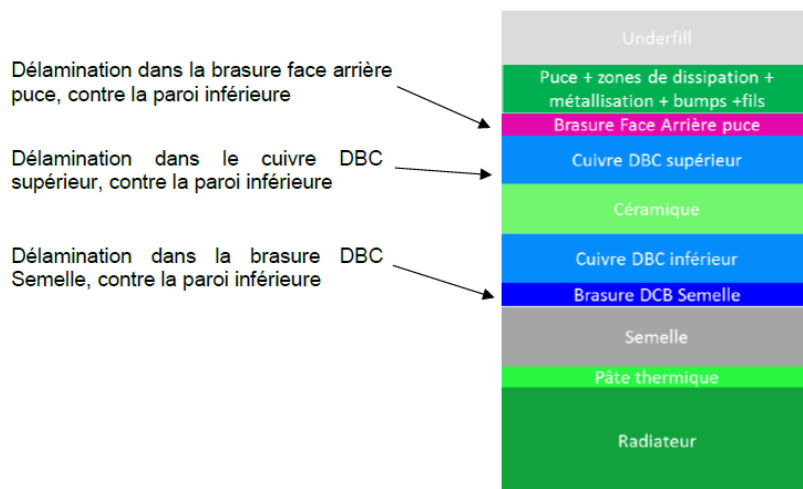 Délamination dans la brasure face arrière
puce, contre la paroi inférieure
Délamination dans le cuivre DBC
supérieur, contre la paroi inférieure
Délamination dans la brasure DBC
Semelle, contre la paroi inférieure
Underfill
Puce + zones de dissipation +
métallisation + bumps +fils
Brasure Face Arrière puce
Cuivre DBC supérieur
Céramique
Cuivre DBC inférieur
Brasure DCB Semelle
Semelle
Pâte thermique
Radiateur